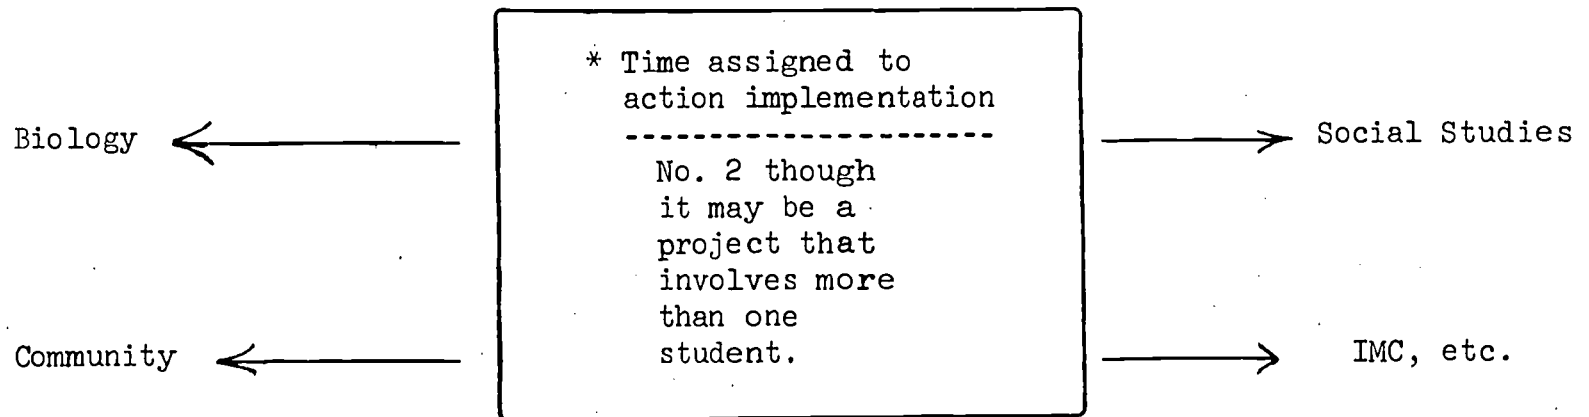 * Time assigned to
action implementation
----------------------
Biology
Social Studies
No. 2 though
it may be a
project that
involves more
than one
student.
Community
IMC, etc.